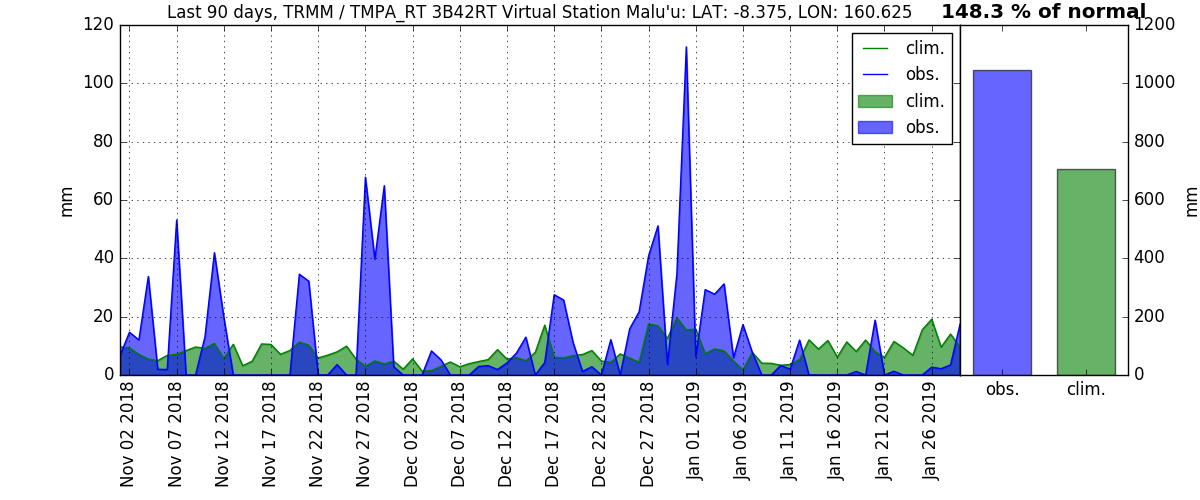 Last 90 days, TRMM / TMPA_RT 3B42RT Virtual Station Malu'u: LAT: -8.375, LON: 160.625
148.3 % of normal
120
100
80
60
40
20
0
mm
clim.
obs.
clim.
obs.
1200
1000
800
600
400
200
0
mm
Nov 02 2018
Nov 07 2018
Nov 12 2018
Nov 17 2018
Nov 22 2018
Nov 27 2018
Dec 02 2018
Dec 07 2018
Dec 12 2018
Dec 17 2018
Dec 22 2018
Dec 27 2018
Jan 01 2019
Jan 06 2019
Jan 11 2019
Jan 16 2019
Jan 21 2019
Jan 26 2019
obs.
clim.